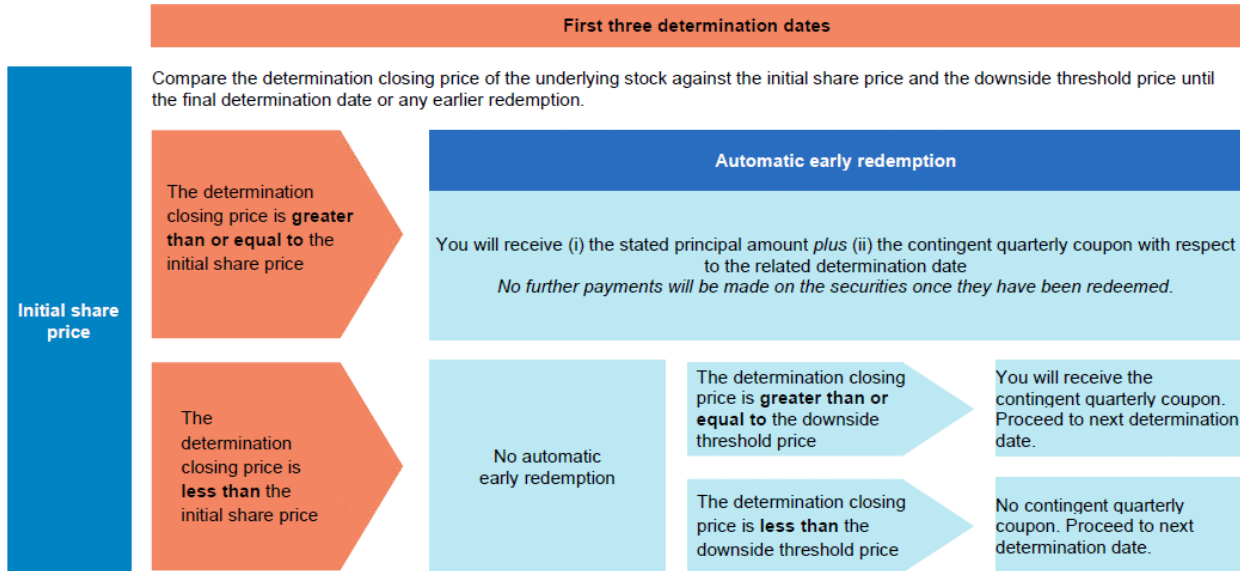 First three determination dates
Compare the determination closing price of the underlying stock against the initial share price and the downside threshold price until
the final determination date or any earlier redemption.
Initial share
price
The determination
closing price is greater
than or equal to the
initial share price
Automatic early redemption
You will receive (i) the stated principal amount plus (ii) the contingent quarterly coupon with respect
to the related determination date
No further payments will be made on the securities once they have been redeemed.
The
determination
closing price is
less than the
initial share price
No automatic
early redemption
The determination closing
price is greater than or
equal to the downside
threshold price
You will receive the
contingent quarterly coupon.
Proceed to next determination
date.
The determination closing
price is less than the
downside threshold price
No contingent quarterly
coupon. Proceed to next
determination date.